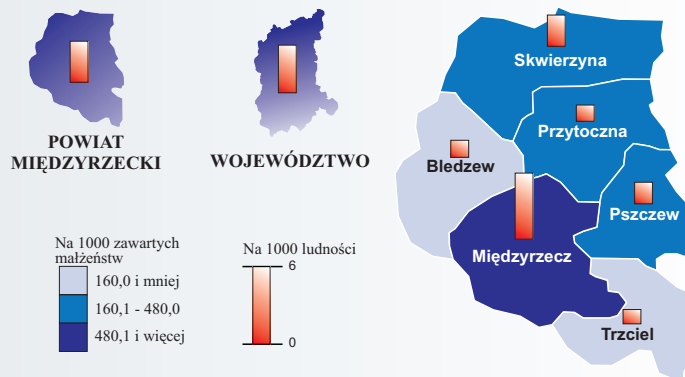 POWIAT
MIĘDZYRZECKI
WOJEWÓDZTWO
Na 1000 zawartych
małżeństw
160,0 i mniej
160,1 - 480,0
480,1 i więcej
Na 1000 ludności
6
0
Skwierzyna
Przytoczna
Bledzew
Pszczew
Międzyrzecz
Trzciel